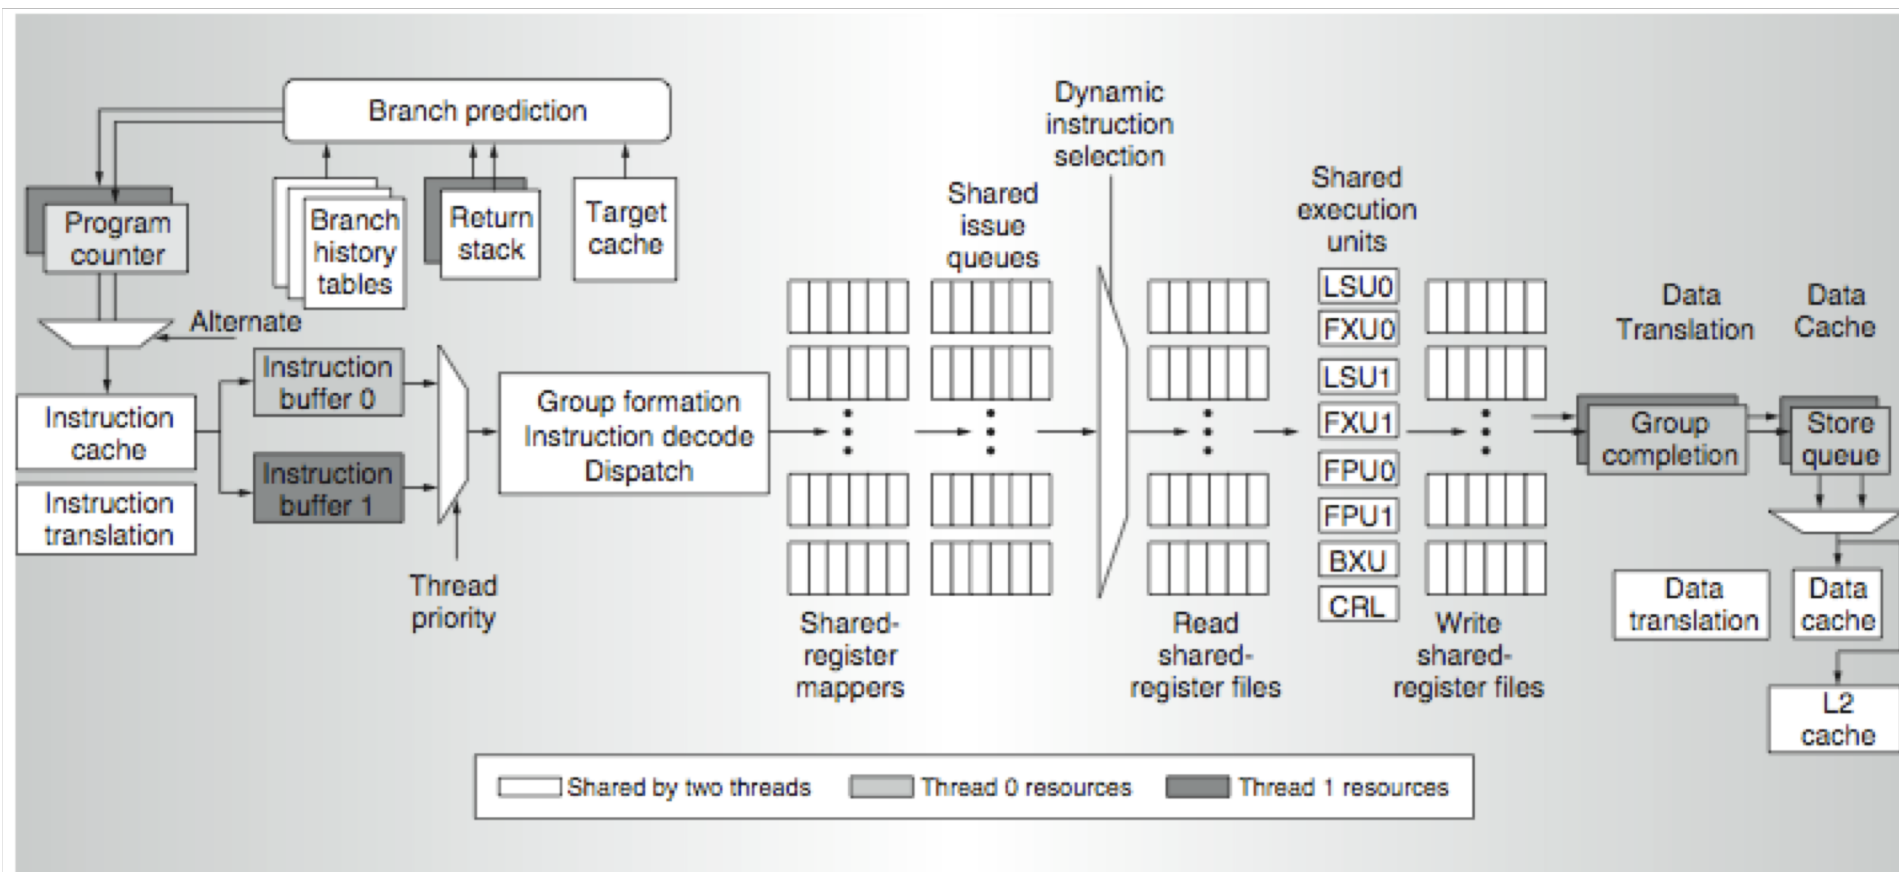 Branch prediction
Program
counter
Branch
history
tables
Return
stack
Target
cache
Alternate
Instruction
cache
Instruction
translation
Instruction
buffer 0
Instruction
buffer 1
Thread
priority
Group formation
Instruction decode
Dispatch
Shared-
register
mappers
Shared
issue
queues
Dynamic
instruction
selection
Read
shared-
register files
Shared
execution
units
LSU0
FXU0
LSU1
FXU1
FPU0
FPU1
BXU
CRL
Write
shared-
register files
Data
Translation
Group
completion
Data
translation
Data
Cache
Store
queue
Data
cache
L2
cache
Shared by two threads
Thread 0 resources
Thread 1 resources